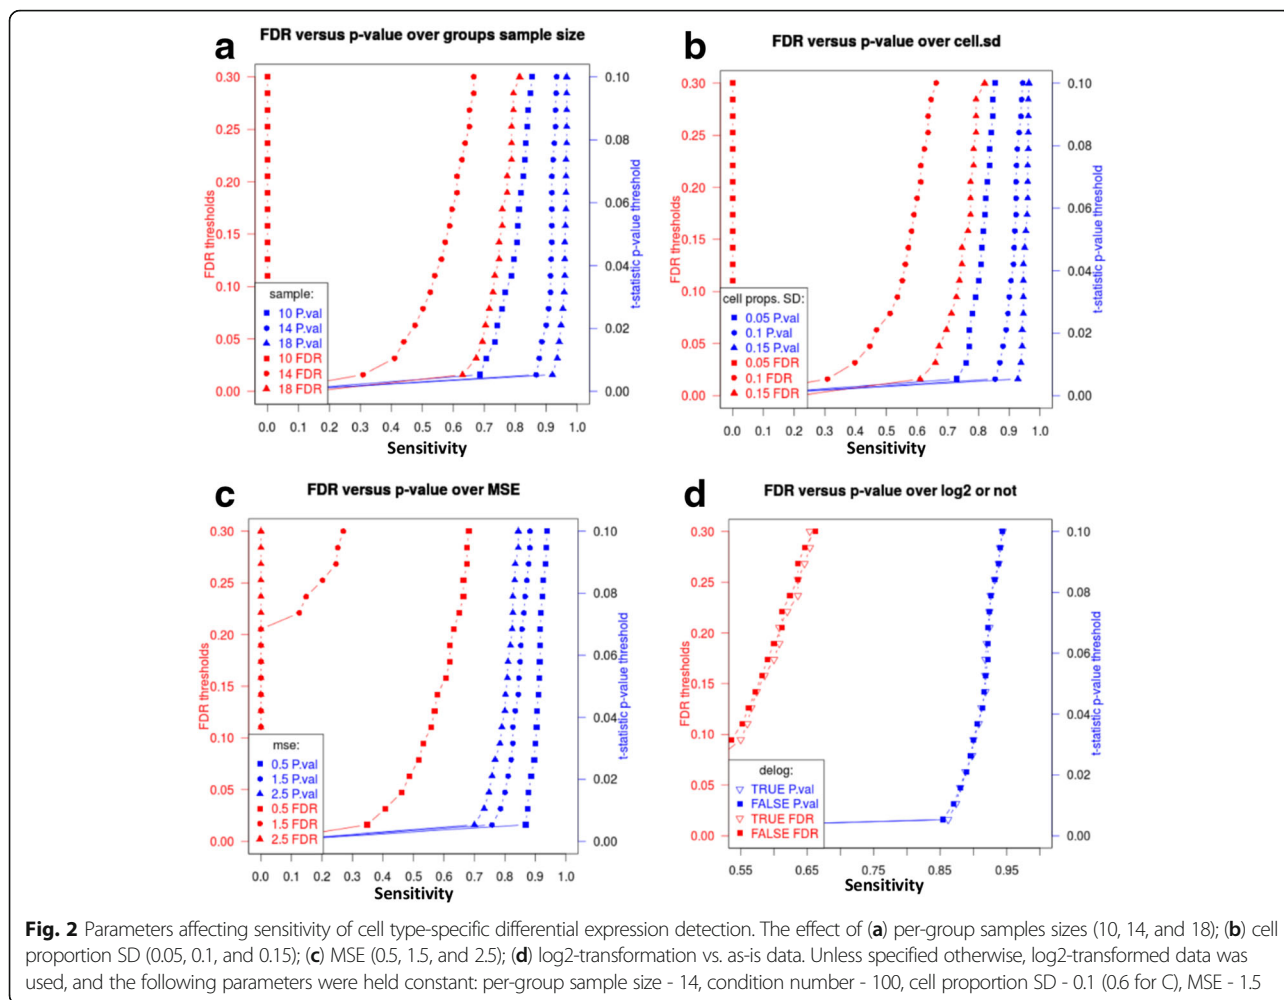 a
FDR versus p-value over groups sample size
0.30
0.25
0.20
0.15
0.10
0.05
0.00
FDR thresholds
0.10
0.08
0.06
0.04
0.02
0.00
t-statistic p-value threshold
sample:
10 P.val
14 P.val
18 P.val
10 FDR
14 FDR
18 FDR
0.0 0.1 0.2 0.3 0.4 0.5 0.6 0.7 0.8 0.9 1.0
Sensitivity
b
FDR versus p-value over cell.sd
0.30
0.25
0.20
0.15
0.10
0.05
0.00
FDR thresholds
0.10
0.08
0.06
0.04
0.02
0.00
t-statistic p-value threshold
cell props. SD:
0.05 P.val
0.1 P.val
0.15 P.val
0.05 FDR
0.1 FDR
0.15 FDR
0.0 0.1 0.2 0.3 0.4 0.5 0.6 0.7 0.8 0.9 1.0
Sensitivity
c
FDR versus p-value over MSE
0.30
0.25
0.20
0.15
0.10
0.05
0.00
FDR thresholds
0.10
0.08
0.06
0.04
0.02
0.00
t-statistic p-value threshold
mse:
0.5 P.val
1.5 P.val
2.5 P.val
0.5 FDR
1.5 FDR
2.5 FDR
0.0 0.1 0.2 0.3 0.4 0.5 0.6 0.7 0.8 0.9 1.0
Sensitivity
d
FDR versus p-value over log2 or not
0.30
0.25
0.20
0.15
0.10
0.05
0.00
FDR thresholds
0.10
0.08
0.06
0.04
0.02
0.00
t-statistic p-value threshold
delog:
TRUE P.val
FALSE P.val
TRUE FDR
FALSE FDR
0.55 0.65 0.75 0.85 0.95
Sensitivity
Fig. 2 Parameters affecting sensitivity of cell type-specific differential expression detection. The effect of (a) per-group samples sizes (10, 14, and 18); (b) cell
proportion SD (0.05, 0.1, and 0.15); (c) MSE (0.5, 1.5, and 2.5); (d) log2-transformation vs. as-is data. Unless specified otherwise, log2-transformed data was
used, and the following parameters were held constant: per-group sample size - 14, condition number - 100, cell proportion SD - 0.1 (0.6 for C), MSE - 1.5